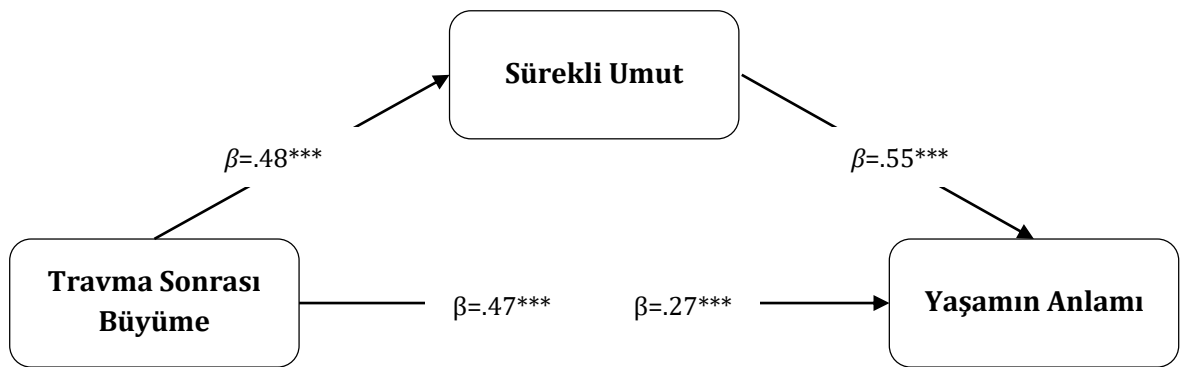 Sürekli Umut
𝛽=.48***
𝛽=.55***
Travma Sonrası
Büyüme
β=.47***
β=.27***
Yaşamın Anlamı